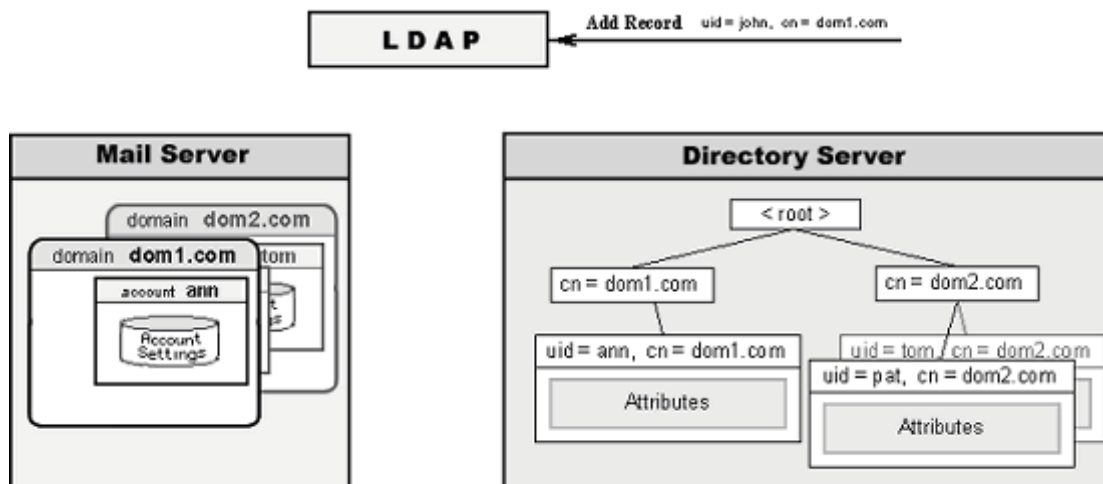 L D A P
Add Record uid = john, cn = dom1.com
Mail Server
domain dom2.com
tom
domain dom1.com
account ann
Account
Settings
Directory Server
< root >
cn = dom1.com
cn = dom2.com
uid = ann, cn = dom1.com
Attributes
uid = tom, cn = dom2.com
uid = pat, cn = dom2.com
Attributes